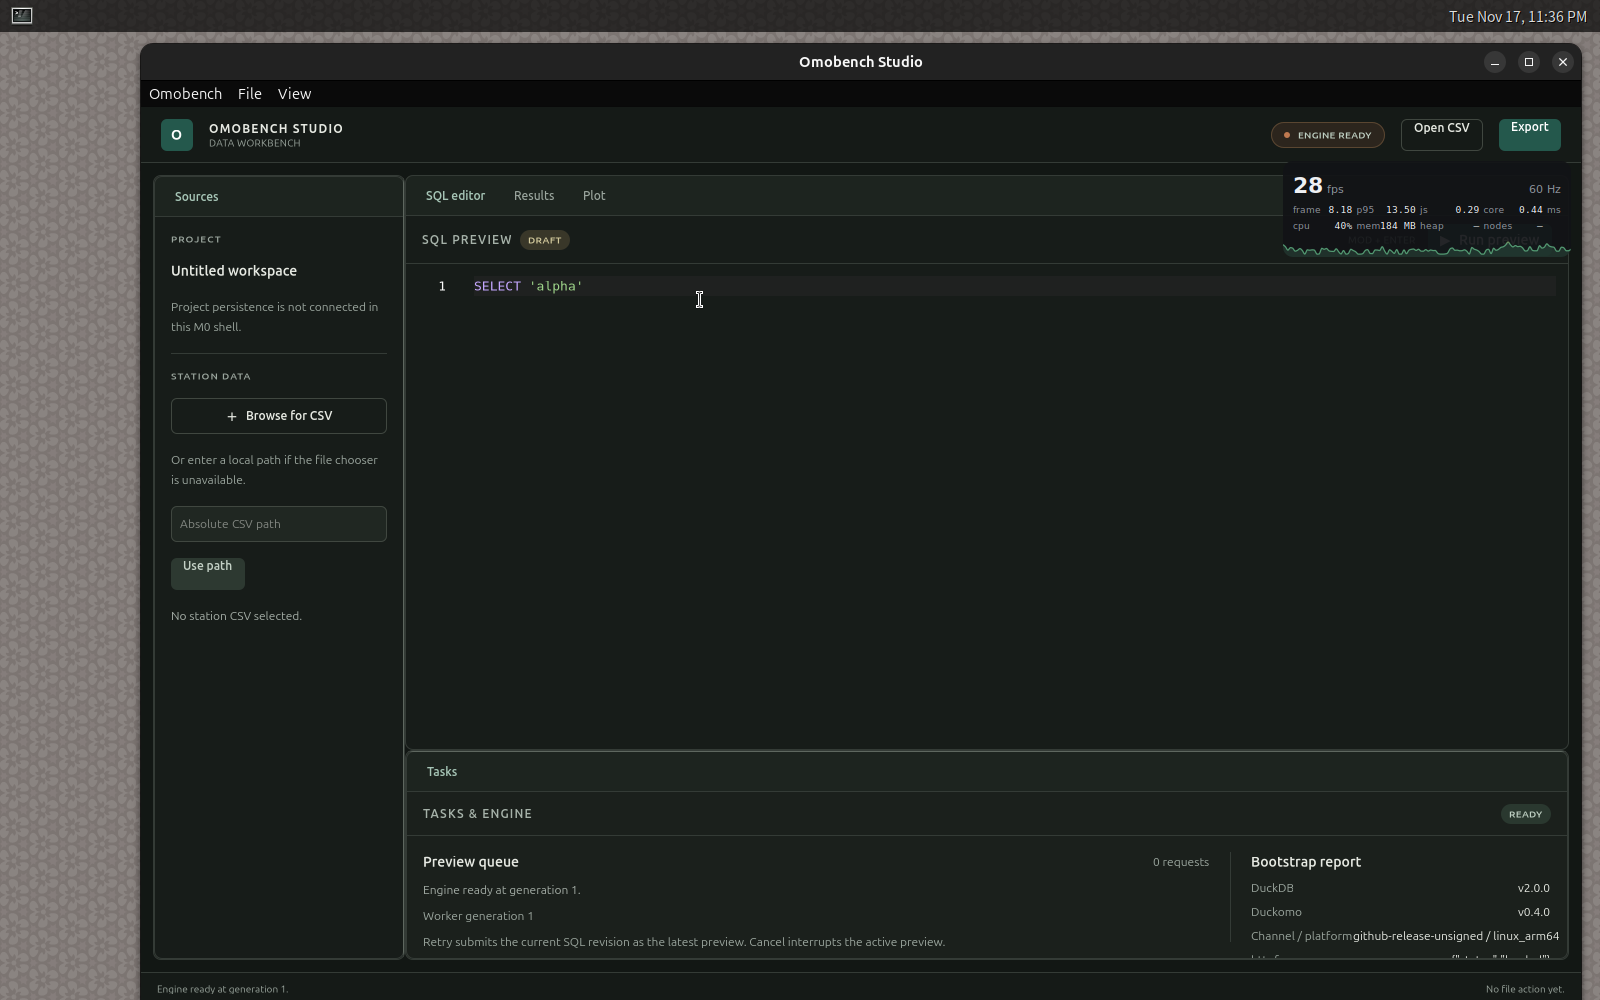 Tue Nov 17, 11:36 PM
Omobench Studio
Omobench File View
O
OMOBENCH STUDIO
DATA WORKBENCH
ENGINE READY
Open CSV
Export
Sources
PROJECT
Untitled workspace
Project persistence is not connected in
this M0 shell.
STATION DATA
+ Browse for CSV
Or enter a local path if the file chooser
is unavailable.
Absolute CSV path
Use path
No station CSV selected.
SQL editor Results Plot
28 fps 60 Hz
frame 8.18 p95 13.50 js 0.29 core 0.44 ms
cpu 40% mem 184 MB heap – nodes –
SQL PREVIEW DRAFT
Run preview
1 SELECT 'alpha'
Tasks
TASKS & ENGINE
READY
Preview queue 0 requests
Engine ready at generation 1.
Worker generation 1
Retry submits the current SQL revision as the latest preview. Cancel interrupts the active preview.
Bootstrap report
DuckDB v2.0.0
Duckomo v0.4.0
Channel / platform github-release-unsigned / linux_arm64
Engine ready at generation 1.
No file action yet.